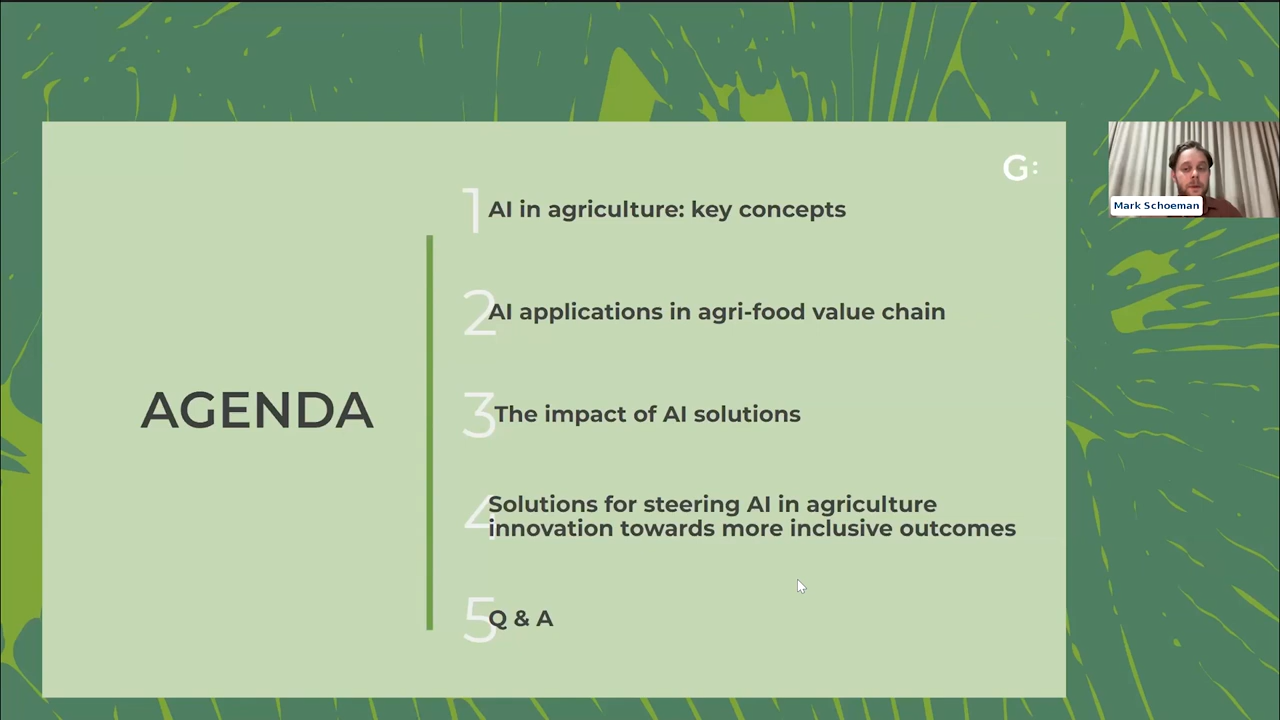 G:
1 AI in agriculture: key concepts
2 AI applications in agri-food value chain
AGENDA
3 The impact of AI solutions
4 Solutions for steering AI in agriculture
innovation towards more inclusive outcomes
5 Q & A
Mark Schoeman